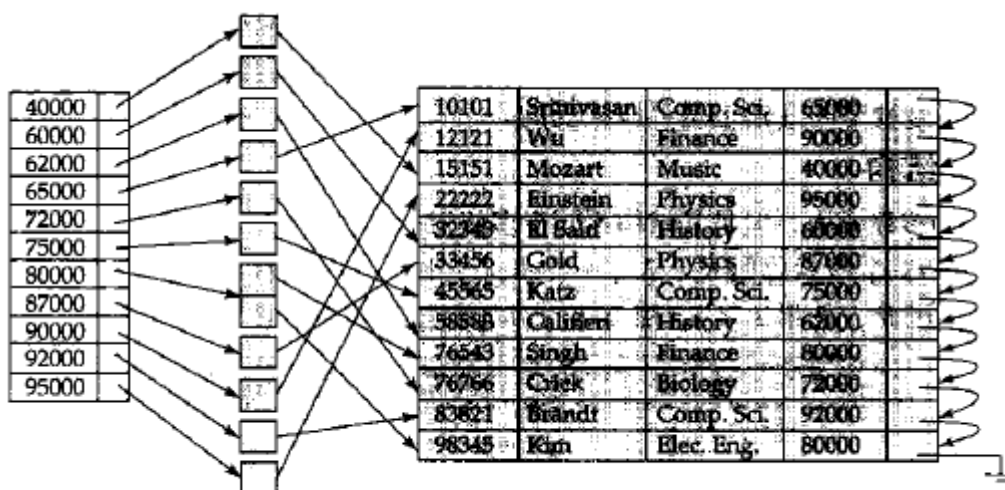 40000
60000
62000
65000
72000
75000
80000
87000
90000
92000
95000
10101 Srinivasan Comp. Sci. 65000
12121 Wu Finance 90000
15151 Mozart Music 40000
22222 Einstein Physics 95000
32343 El Said History 60000
33456 Gold Physics 87000
45565 Katz Comp. Sci. 75000
58583 Califieri History 62000
76543 Singh Finance 80000
76766 Crick Biology 72000
83821 Brandt Comp. Sci. 92000
98345 Kim Elec. Eng. 80000